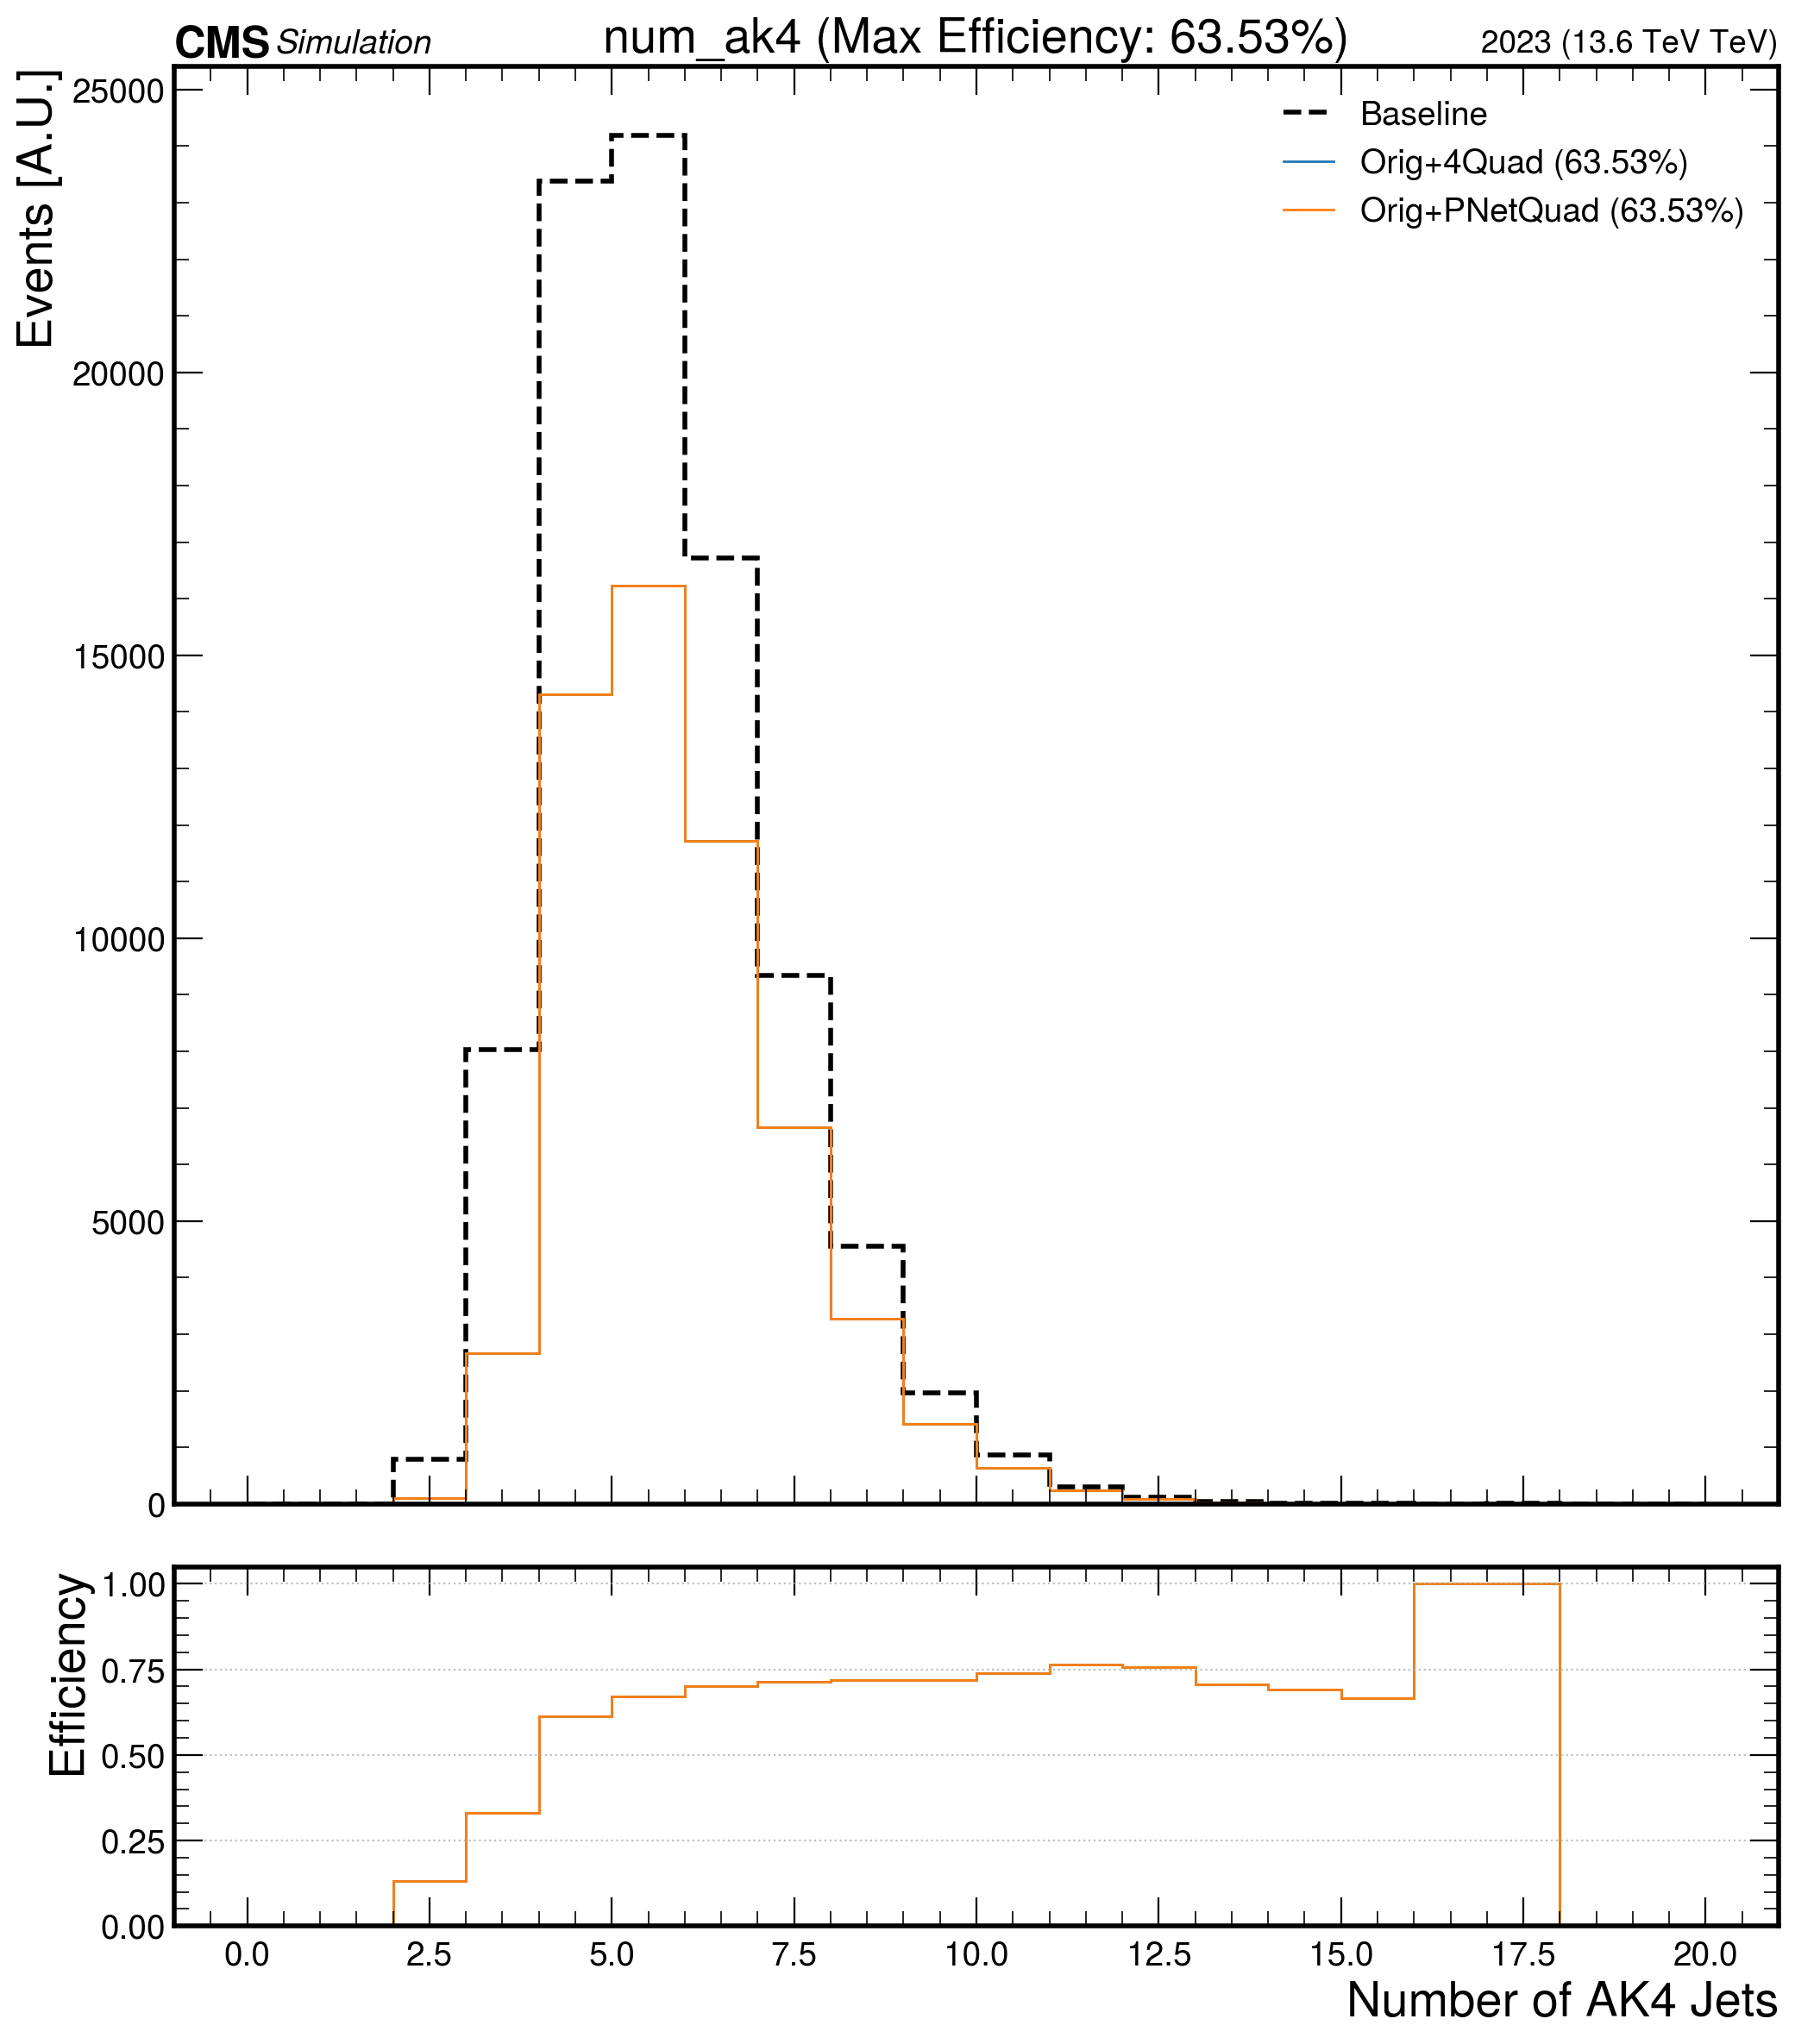 CMS Simulation num_ak4 (Max Efficiency: 63.53%) 2023 (13.6 TeV TeV)
Events [A.U.]
25000
20000
15000
10000
5000
0
Baseline
Orig+4Quad (63.53%)
Orig+PNetQuad (63.53%)
Efficiency
1.00
0.75
0.50
0.25
0.00
0.0 2.5 5.0 7.5 10.0 12.5 15.0 17.5 20.0
Number of AK4 Jets